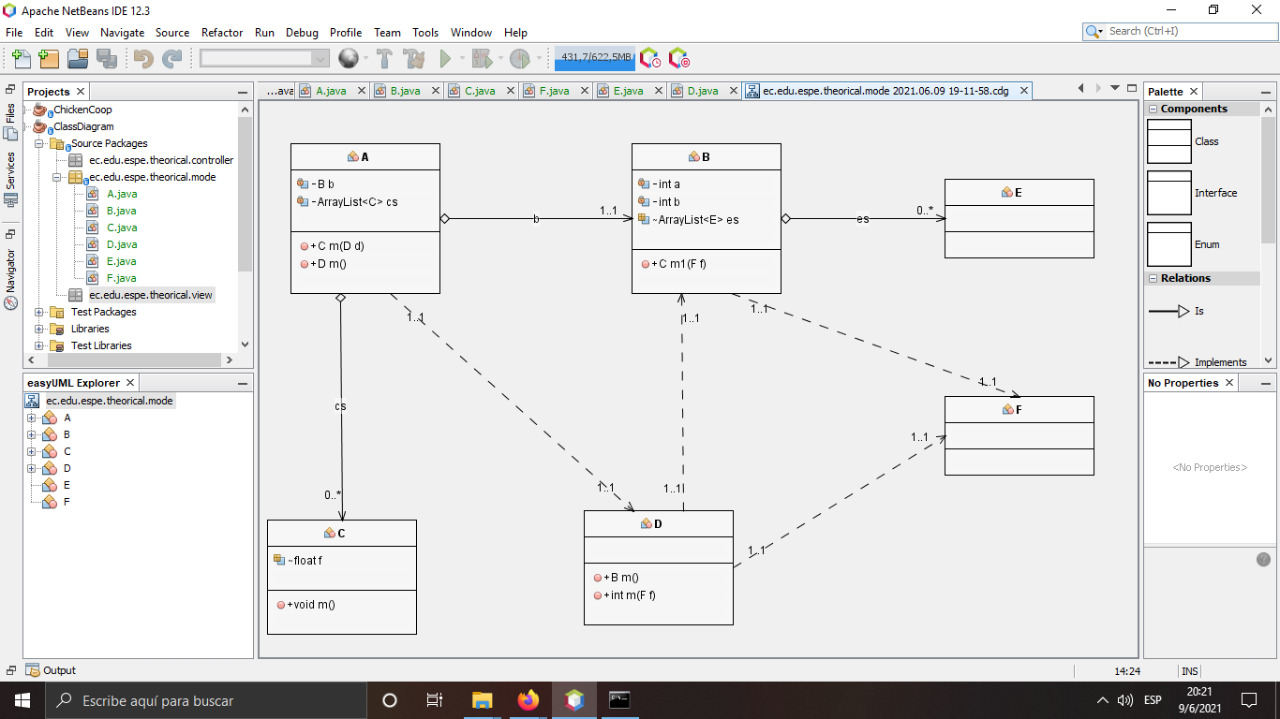 Apache NetBeans IDE 12.3
File Edit View Navigate Source Refactor Run Debug Profile Team Tools Window Help
Search (Ctrl+I)
431,7/622,5MB
Files
Services
Navigator
Projects
ChickenCoop
ClassDiagram
Source Packages
ec.edu.espe.theorical.controller
ec.edu.espe.theorical.mode
A.java
B.java
C.java
D.java
E.java
F.java
ec.edu.espe.theorical.view
Test Packages
Libraries
Test Libraries
easyUML Explorer
ec.edu.espe.theorical.mode
A
B
C
D
E
F
...ava A.java B.java C.java F.java E.java D.java ec.edu.espe.theorical.mode 2021.06.09 19-11-58.cdg
A
-B b
-ArrayList<C> cs
+C m(D d)
+D m()
b
1..1
B
-int a
-int b
~ArrayList<E> es
+C m1(F f)
es
0..*
E
1..1
1..1
1..1
cs
1..1
F
1..1
0..*
1..1
1..1
1..1
C
~float f
+void m()
D
+B m()
+int m(F f)
Palette
Components
Class
Interface
Enum
Relations
Is
Implements
No Properties
<No Properties>
Output
14:24
INS
Escribe aquí para buscar
ESP
20:21
9/6/2021